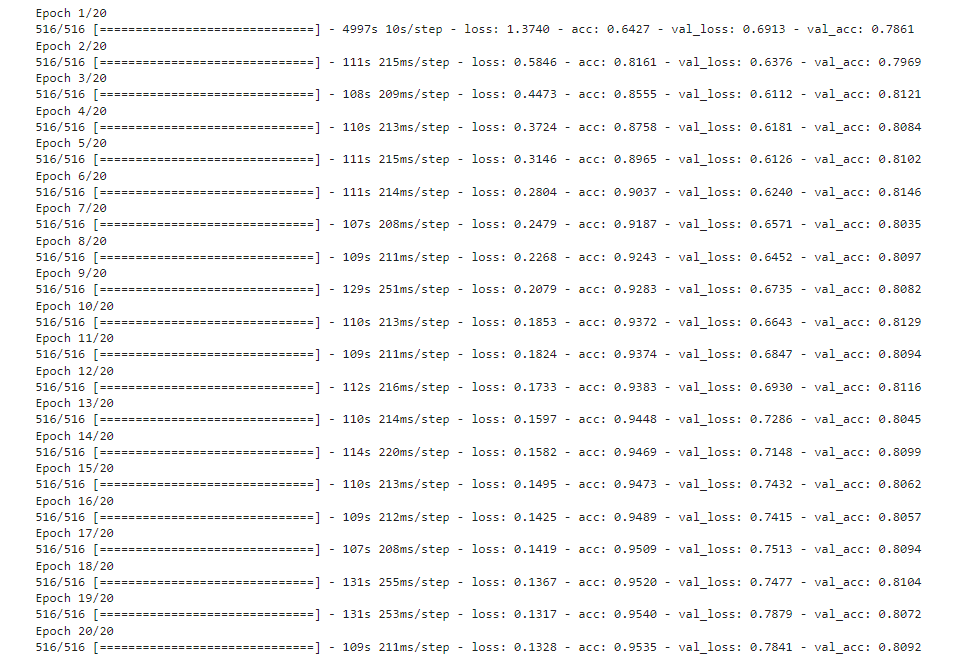 Epoch 1/20
516/516 [==============================] - 4997s 10s/step - loss: 1.3740 - acc: 0.6427 - val_loss: 0.6913 - val_acc: 0.7861
Epoch 2/20
516/516 [==============================] - 111s 215ms/step - loss: 0.5846 - acc: 0.8161 - val_loss: 0.6376 - val_acc: 0.7969
Epoch 3/20
516/516 [==============================] - 108s 209ms/step - loss: 0.4473 - acc: 0.8555 - val_loss: 0.6112 - val_acc: 0.8121
Epoch 4/20
516/516 [==============================] - 110s 213ms/step - loss: 0.3724 - acc: 0.8758 - val_loss: 0.6181 - val_acc: 0.8084
Epoch 5/20
516/516 [==============================] - 111s 215ms/step - loss: 0.3146 - acc: 0.8965 - val_loss: 0.6126 - val_acc: 0.8102
Epoch 6/20
516/516 [==============================] - 111s 214ms/step - loss: 0.2804 - acc: 0.9037 - val_loss: 0.6240 - val_acc: 0.8146
Epoch 7/20
516/516 [==============================] - 107s 208ms/step - loss: 0.2479 - acc: 0.9187 - val_loss: 0.6571 - val_acc: 0.8035
Epoch 8/20
516/516 [==============================] - 109s 211ms/step - loss: 0.2268 - acc: 0.9243 - val_loss: 0.6452 - val_acc: 0.8097
Epoch 9/20
516/516 [==============================] - 129s 251ms/step - loss: 0.2079 - acc: 0.9283 - val_loss: 0.6735 - val_acc: 0.8082
Epoch 10/20
516/516 [==============================] - 110s 213ms/step - loss: 0.1853 - acc: 0.9372 - val_loss: 0.6643 - val_acc: 0.8129
Epoch 11/20
516/516 [==============================] - 109s 211ms/step - loss: 0.1824 - acc: 0.9374 - val_loss: 0.6847 - val_acc: 0.8094
Epoch 12/20
516/516 [==============================] - 112s 216ms/step - loss: 0.1733 - acc: 0.9383 - val_loss: 0.6930 - val_acc: 0.8116
Epoch 13/20
516/516 [==============================] - 110s 214ms/step - loss: 0.1597 - acc: 0.9448 - val_loss: 0.7286 - val_acc: 0.8045
Epoch 14/20
516/516 [==============================] - 114s 220ms/step - loss: 0.1582 - acc: 0.9469 - val_loss: 0.7148 - val_acc: 0.8099
Epoch 15/20
516/516 [==============================] - 110s 213ms/step - loss: 0.1495 - acc: 0.9473 - val_loss: 0.7432 - val_acc: 0.8062
Epoch 16/20
516/516 [==============================] - 109s 212ms/step - loss: 0.1425 - acc: 0.9489 - val_loss: 0.7415 - val_acc: 0.8057
Epoch 17/20
516/516 [==============================] - 107s 208ms/step - loss: 0.1419 - acc: 0.9509 - val_loss: 0.7513 - val_acc: 0.8094
Epoch 18/20
516/516 [==============================] - 131s 255ms/step - loss: 0.1367 - acc: 0.9520 - val_loss: 0.7477 - val_acc: 0.8104
Epoch 19/20
516/516 [==============================] - 131s 253ms/step - loss: 0.1317 - acc: 0.9540 - val_loss: 0.7879 - val_acc: 0.8072
Epoch 20/20
516/516 [==============================] - 109s 211ms/step - loss: 0.1328 - acc: 0.9535 - val_loss: 0.7841 - val_acc: 0.8092